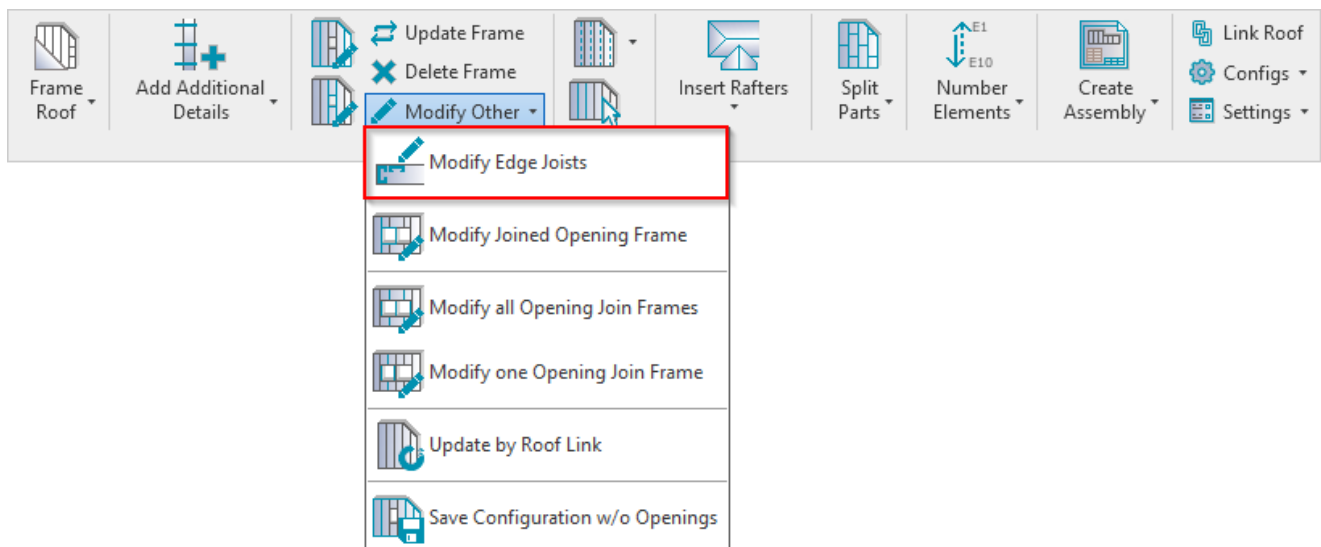 Frame
Roof
Add Additional
Details
Update Frame
Delete Frame
Modify Other
Insert Rafters
Split
Parts
E1
E10
Number
Elements
Create
Assembly
Link Roof
Configs
Settings
Modify Edge Joists
Modify Joined Opening Frame
Modify all Opening Join Frames
Modify one Opening Join Frame
Update by Roof Link
Save Configuration w/o Openings